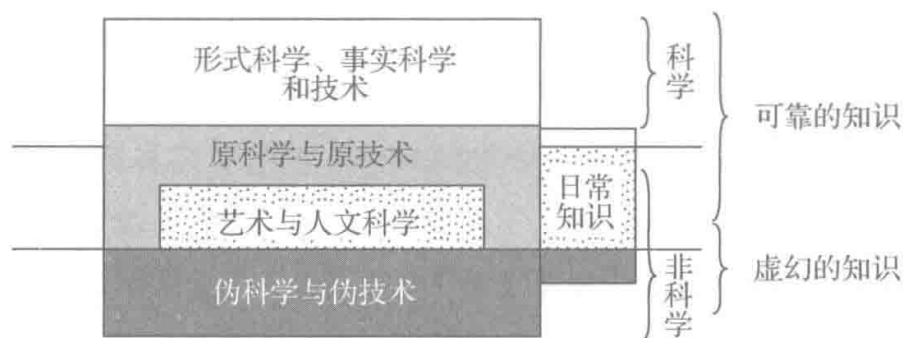 形式科学、事实科学
和技术
原科学与原技术
艺术与人文科学
伪科学与伪技术
日常
知识
科
学
非
科
学
可靠的知识
虚幻的知识